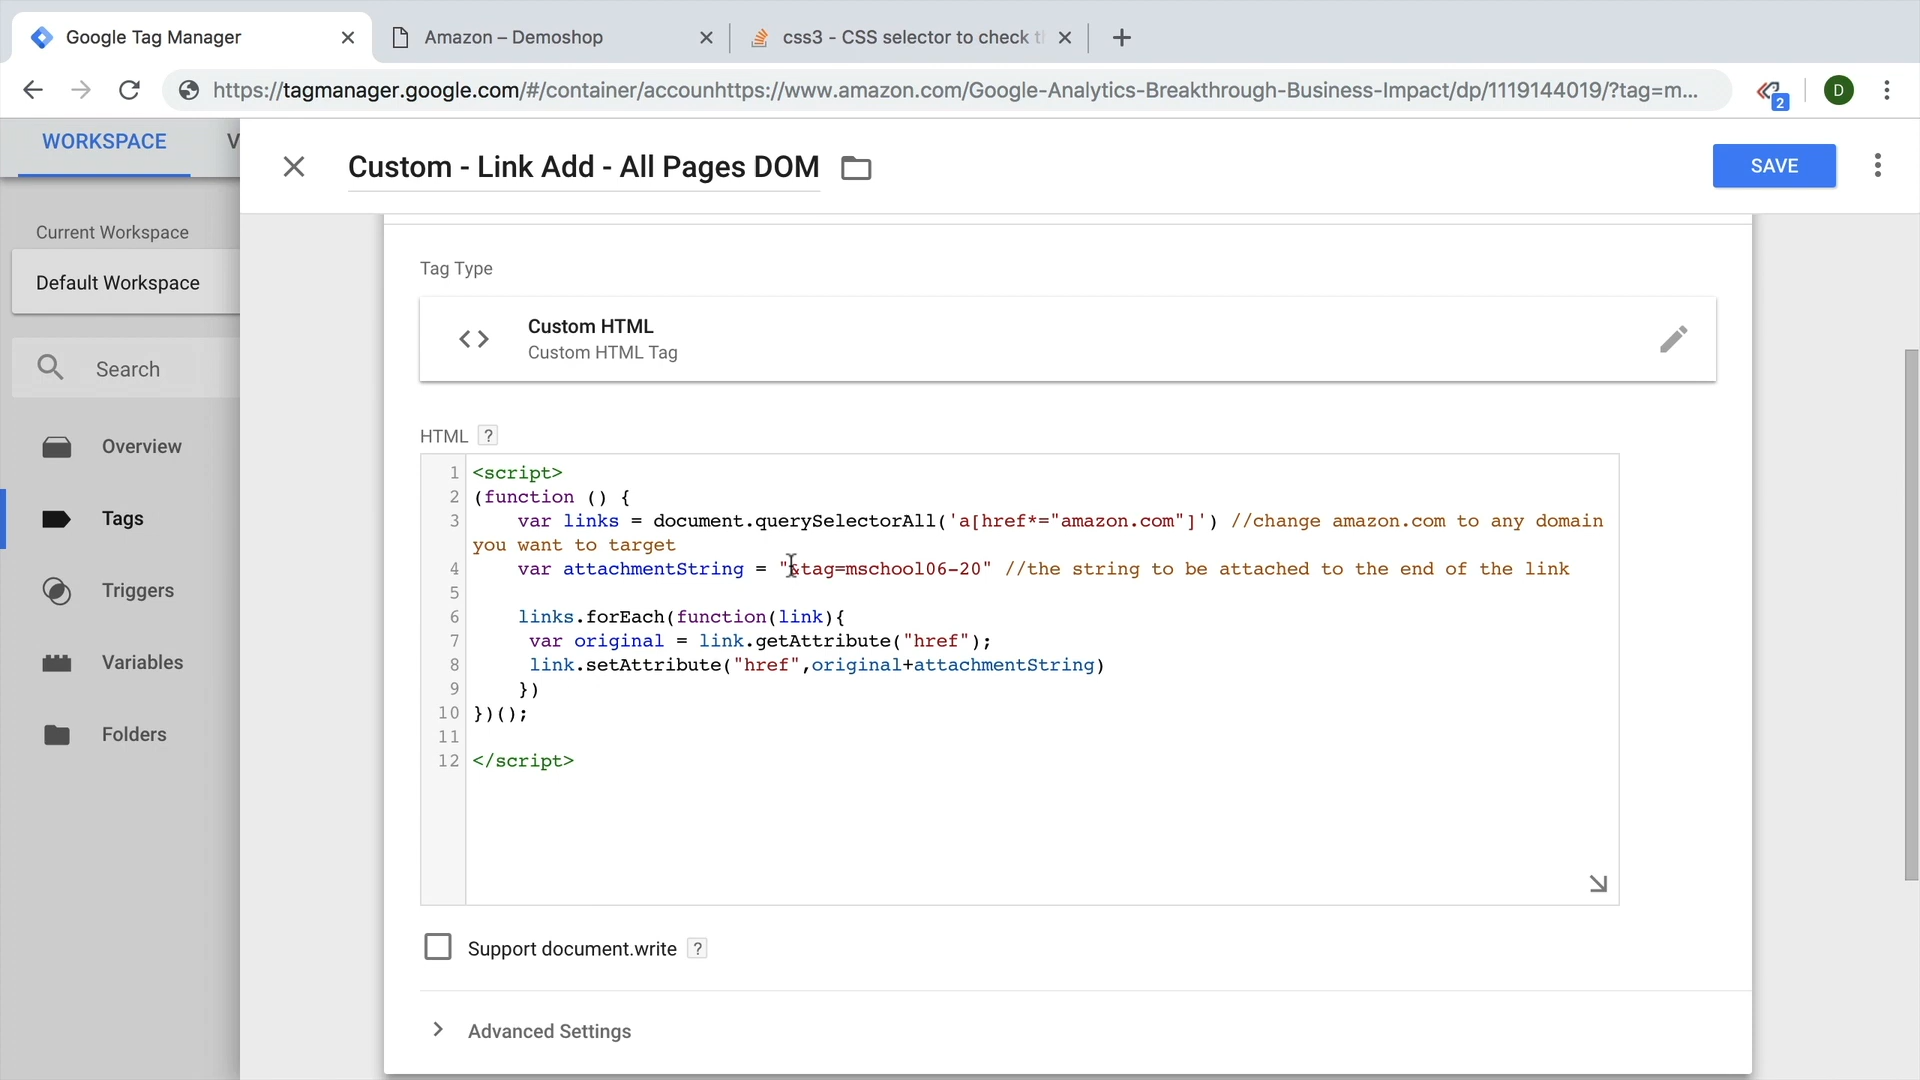 Google Tag Manager
Amazon – Demoshop
css3 - CSS selector to check t
https://tagmanager.google.com/#/container/accounhttps://www.amazon.com/Google-Analytics-Breakthrough-Business-Impact/dp/1119144019/?tag=m...
2
D
WORKSPACE
V
Custom - Link Add - All Pages DOM
SAVE
Current Workspace
Default Workspace
Search
Overview
Tags
Triggers
Variables
Folders
Tag Type
Custom HTML
Custom HTML Tag
HTML ?
1 <script>
2 (function () {
3 var links = document.querySelectorAll('a[href*="amazon.com"]') //change amazon.com to any domain
you want to target
4 var attachmentString = "&tag=mschool06-20" //the string to be attached to the end of the link
5
6 links.forEach(function(link){
7 var original = link.getAttribute("href");
8 link.setAttribute("href",original+attachmentString)
9 })
10 })();
11
12 </script>
Support document.write ?
Advanced Settings